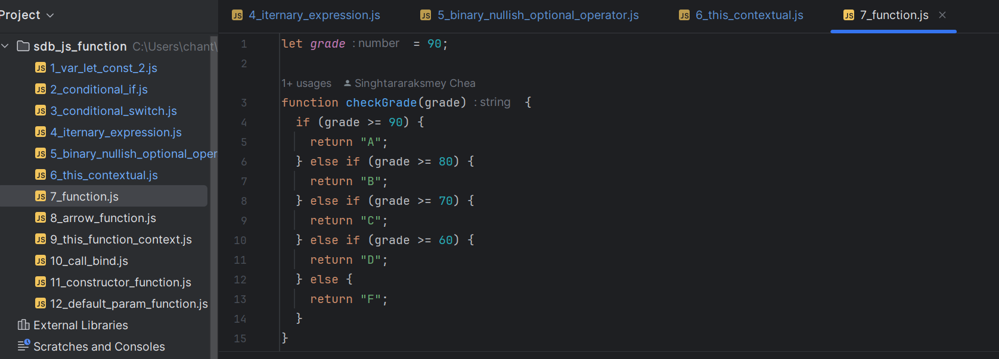 Project
4_iternary_expression.js
5_binary_nullish_optional_operator.js
6_this_contextual.js
7_function.js
sdb_js_function C:\Users\chant\
1_var_let_const_2.js
2_conditional_if.js
3_conditional_switch.js
4_iternary_expression.js
5_binary_nullish_optional_oper
6_this_contextual.js
7_function.js
8_arrow_function.js
9_this_function_context.js
10_call_bind.js
11_constructor_function.js
12_default_param_function.js
External Libraries
Scratches and Consoles
1 let grade : number = 90;
2
1+ usages Singhtararaksmey Chea
3 function checkGrade(grade) : string {
4 if (grade >= 90) {
5 return "A";
6 } else if (grade >= 80) {
7 return "B";
8 } else if (grade >= 70) {
9 return "C";
10 } else if (grade >= 60) {
11 return "D";
12 } else {
13 return "F";
14 }
15 }